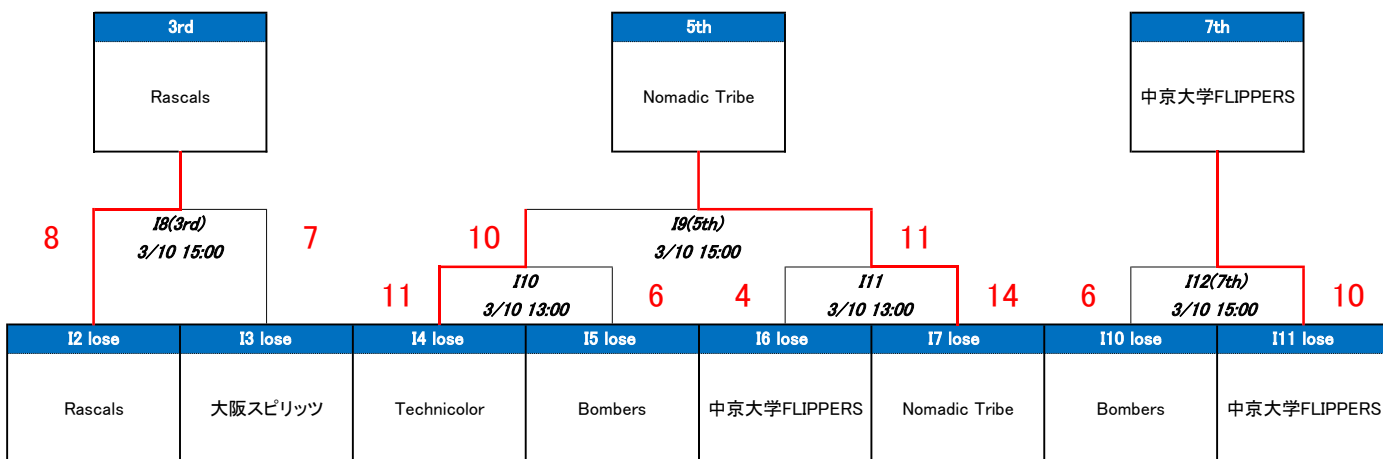 3rd
5th
7th
Rascals
Nomadic Tribe
中京大学FLIPPERS
8
I8(3rd)
3/10 15:00
7
10
I9(5th)
3/10 15:00
11
11
I10
3/10 13:00
6
4
I11
3/10 13:00
14
6
I12(7th)
3/10 15:00
10
I2 lose
I3 lose
I4 lose
I5 lose
I6 lose
I7 lose
I10 lose
I11 lose
Rascals
大阪スピリッツ
Technicolor
Bombers
中京大学FLIPPERS
Nomadic Tribe
Bombers
中京大学FLIPPERS